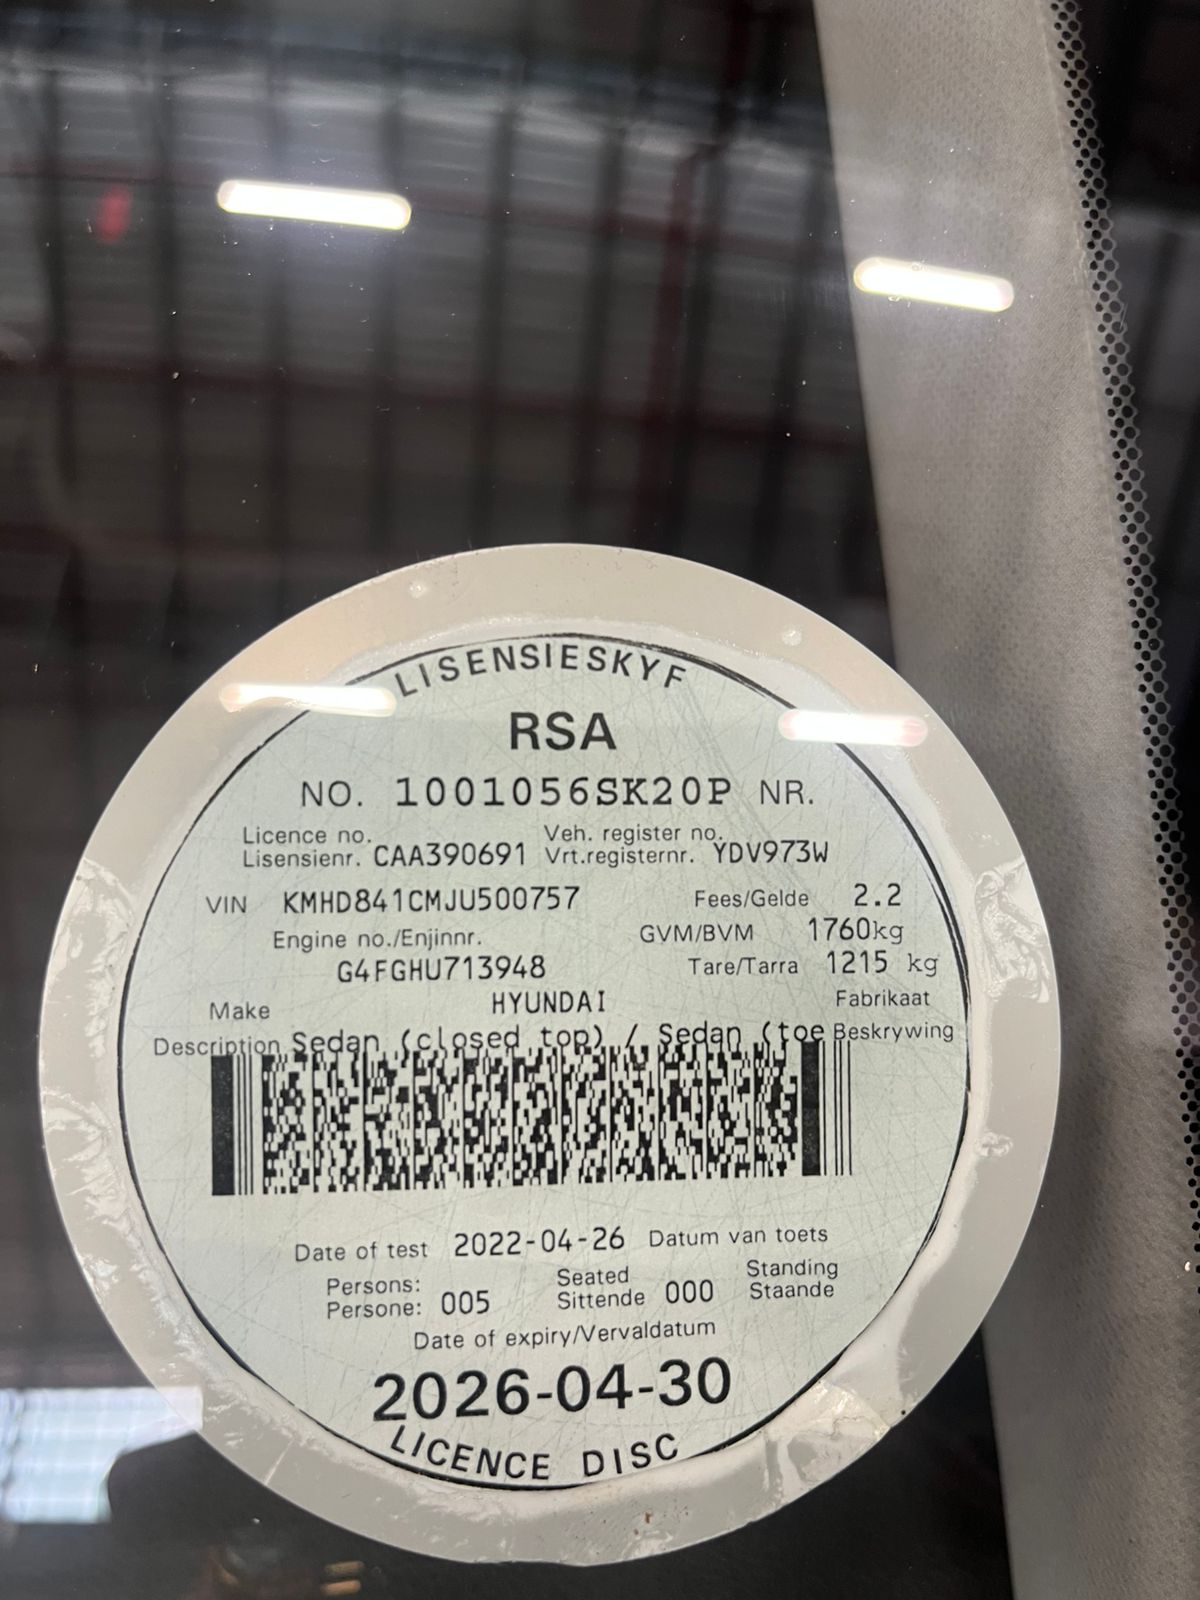 LISENSIESKYF
RSA
NO. 1001056SK20P NR.
Licence no. Veh. register no.
Lisensienr. CAA390691 Vrt.registernr. YDV973W
VIN KMHD841CMJU500757 Fees/Gelde 2.2
Engine no./Enjinnr. GVM/BVM 1760kg
G4FGHU713948 Tare/Tarra 1215 kg
Make HYUNDAI Fabrikaat
Description Sedan (closed top) / Sedan (toe Beskrywing
Date of test 2022-04-26 Datum van toets
Persons: Seated Standing
Persone: 005 Sittende 000 Staande
Date of expiry/Vervaldatum
2026-04-30
LICENCE DISC